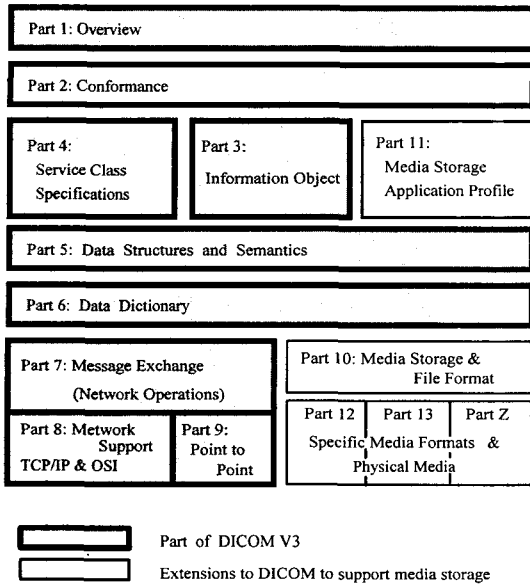 Part 1: Overview
Part 2: Conformance
Part 4:
Service Class
Specifications
Part 3:
Information Object
Part 11:
Media Storage
Application Profile
Part 5: Data Structures and Semantics
Part 6: Data Dictionary
Part 7: Message Exchange
(Network Operations)
Part 8: Metwork
Support
TCP/IP & OSI
Part 9:
Point to
Point
Part 10: Media Storage &
File Format
Part 12 Part 13 Part Z
Specific Media Formats &
Physical Media
Part of DICOM V3
Extensions to DICOM to support media storage